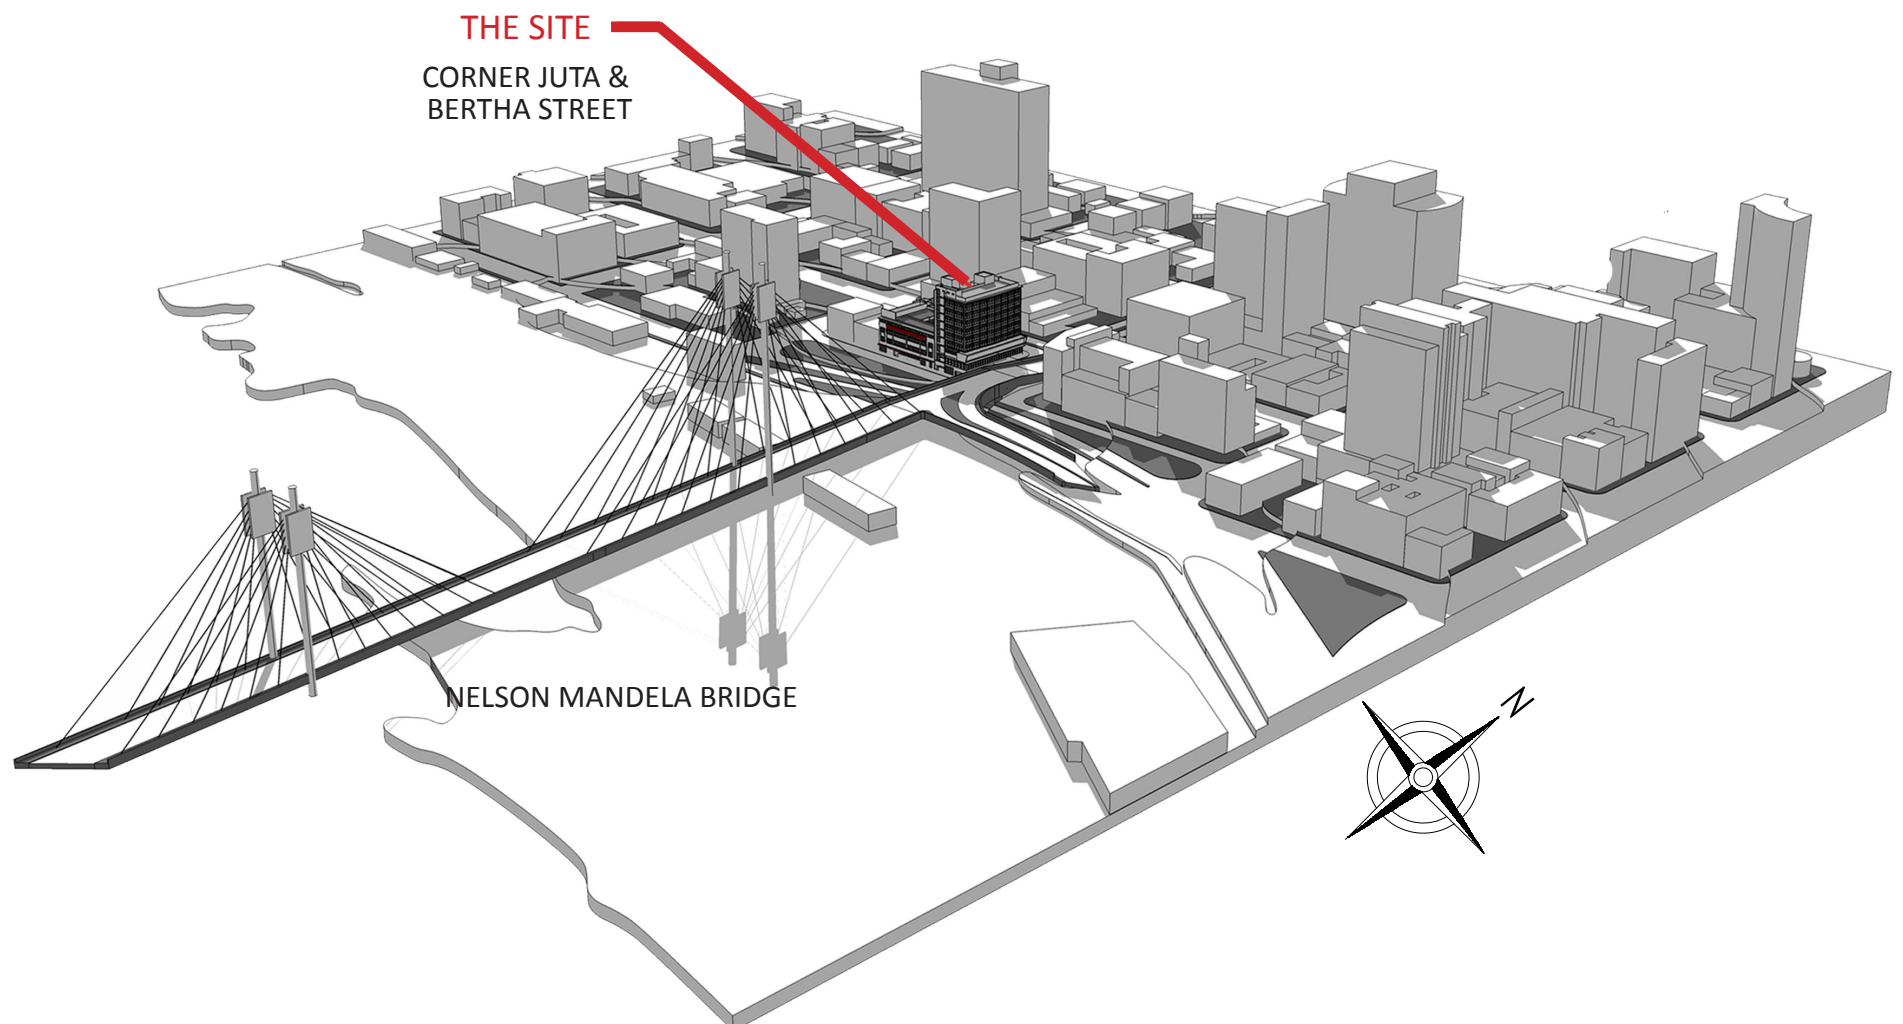 THE SITE
CORNER JUTA &
BERTHA STREET
NELSON MANDELA BRIDGE
N